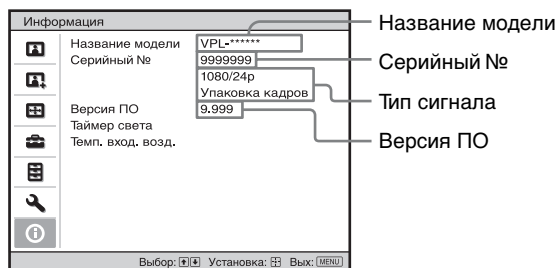 Информация
Название модели VPL-******
Серийный № 9999999
1080/24p
Упаковка кадров
Версия ПО 9.999
Таймер света
Темп. вход. возд.
Выбор: Установка: Вых: MENU
Название модели
Серийный №
Тип сигнала
Версия ПО